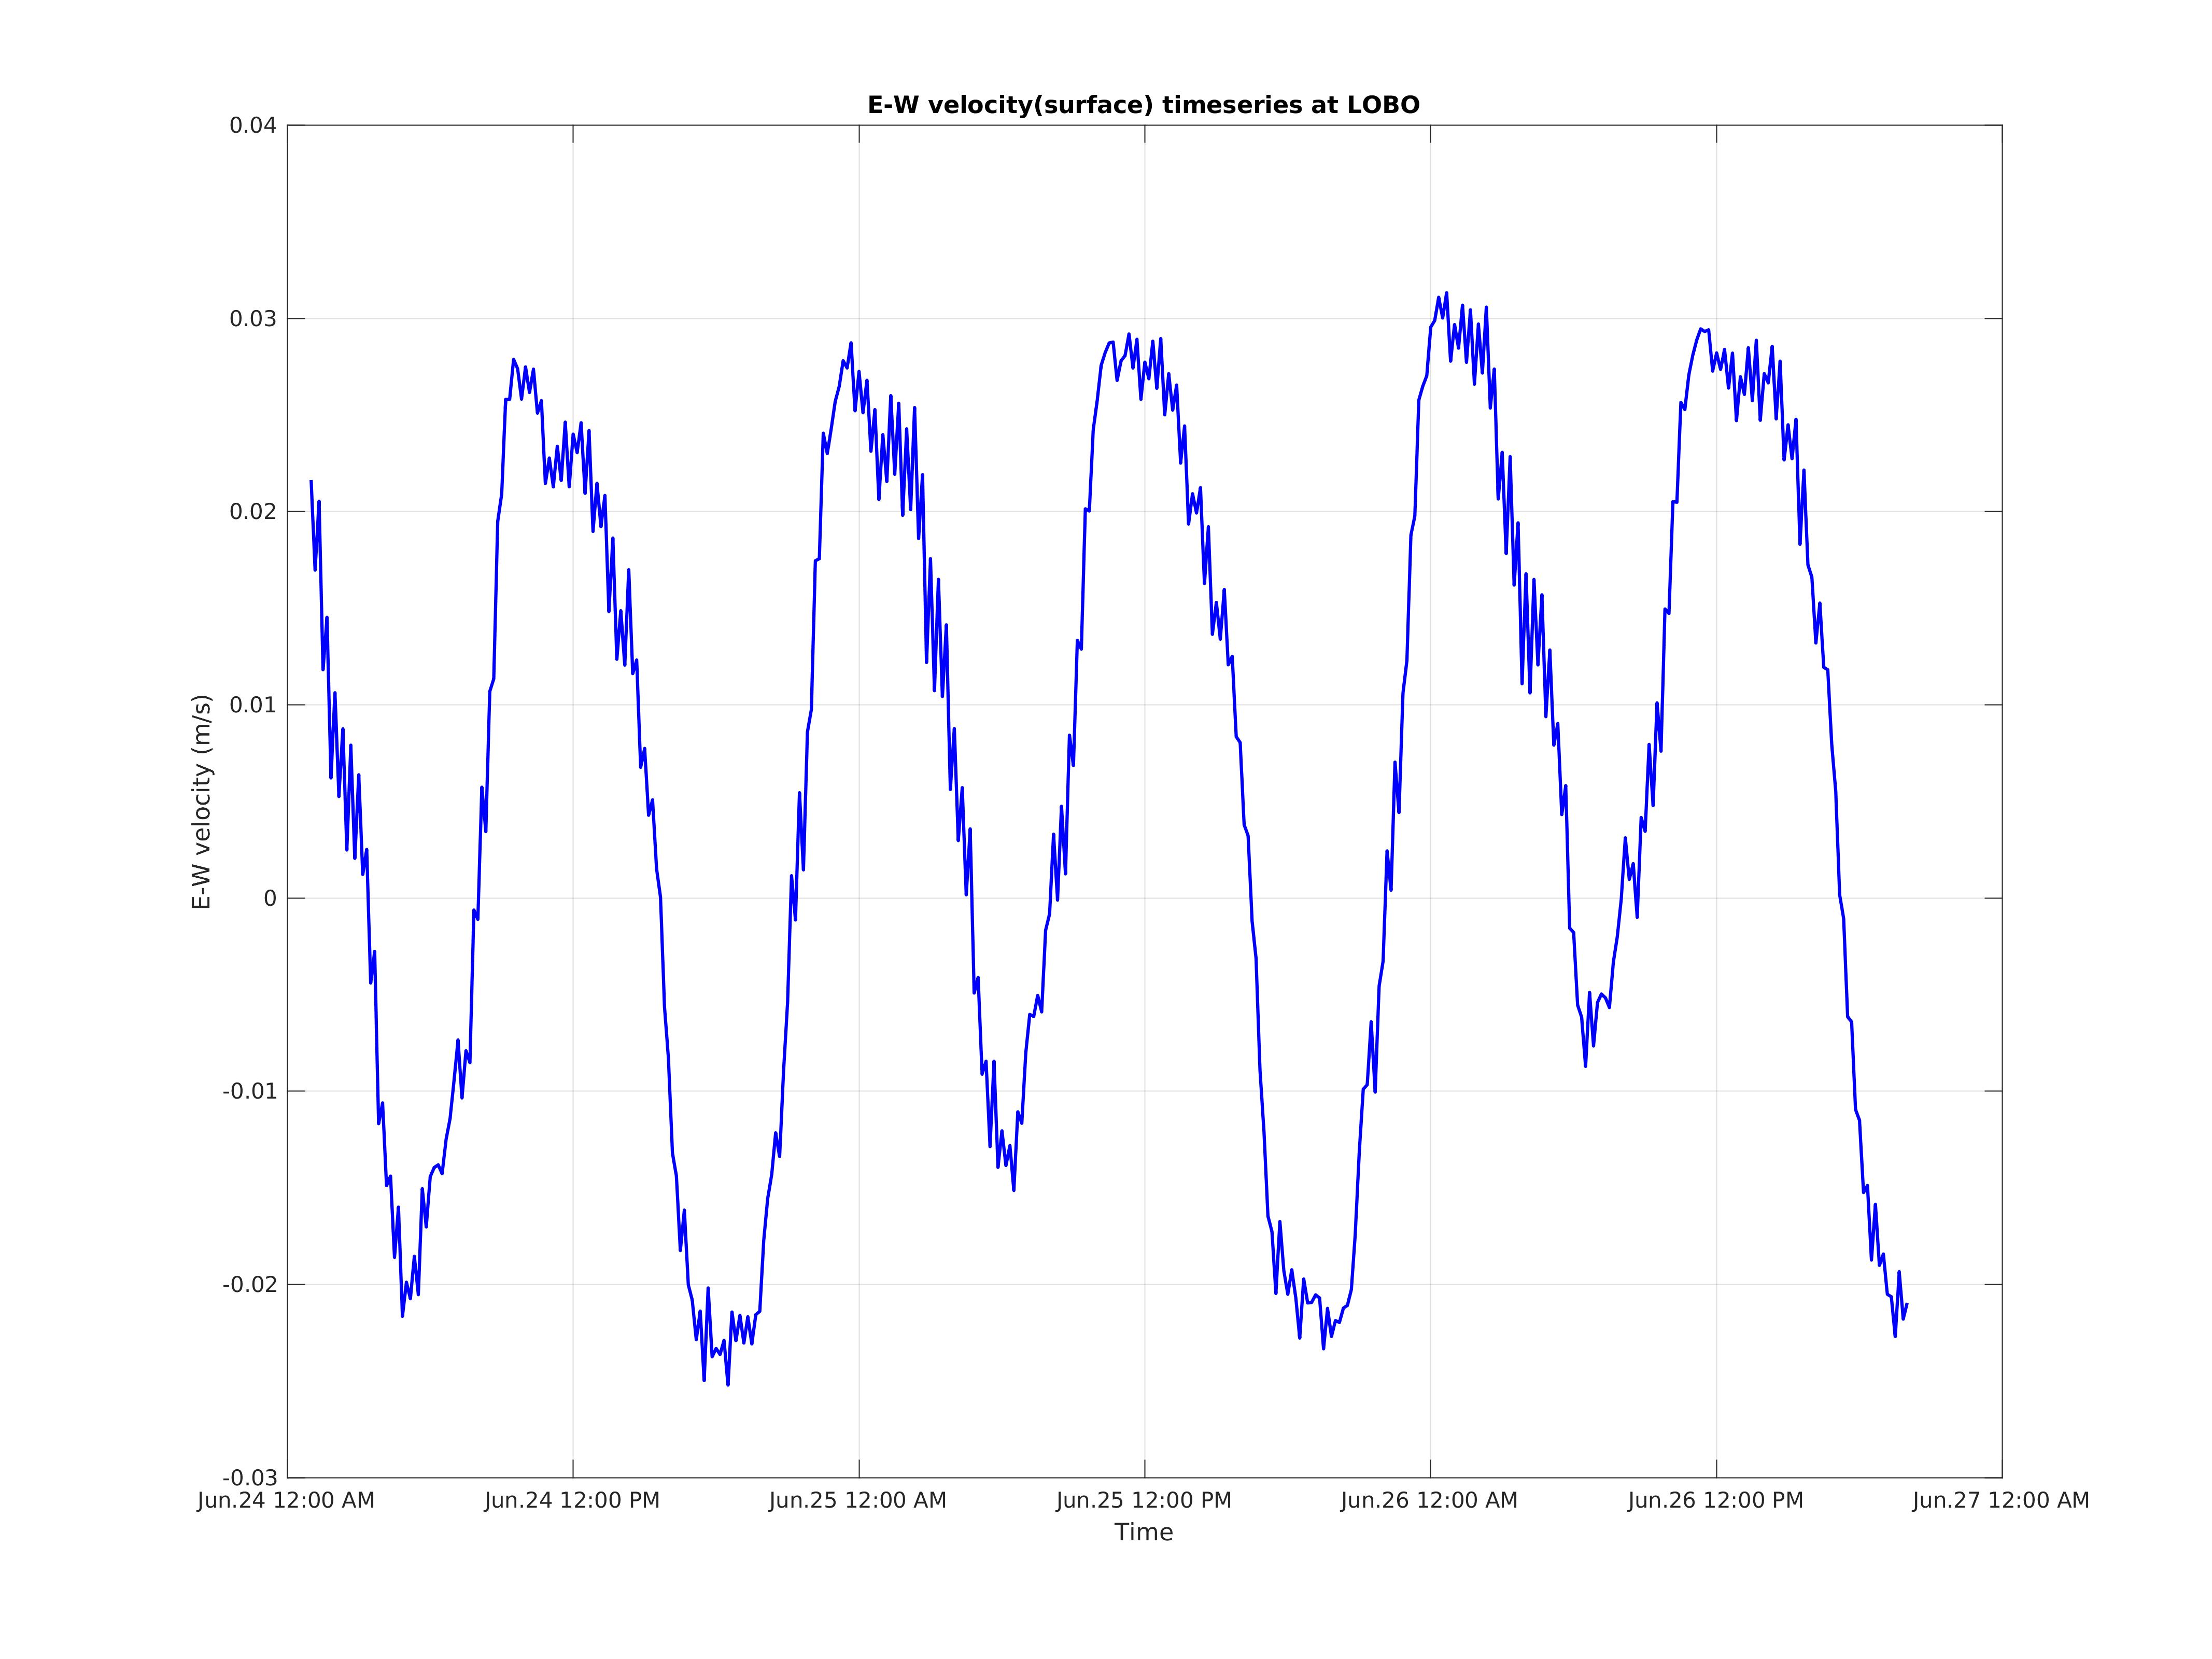 E-W velocity(surface) timeseries at LOBO
0.04
0.03
0.02
0.01
0
-0.01
-0.02
-0.03
E-W velocity (m/s)
Jun.24 12:00 AM Jun.24 12:00 PM Jun.25 12:00 AM Jun.25 12:00 PM Jun.26 12:00 AM Jun.26 12:00 PM Jun.27 12:00 AM
Time